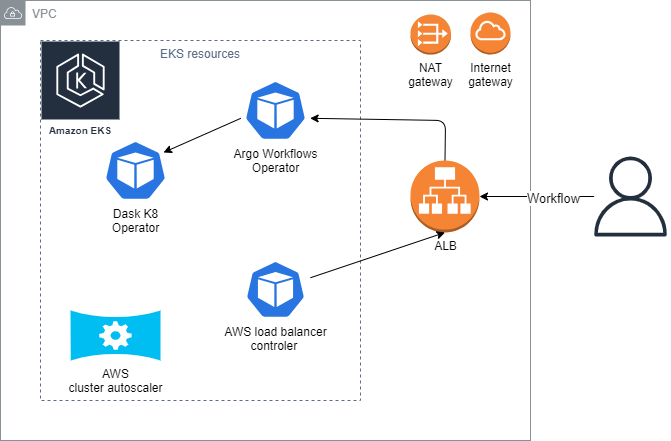 VPC
EKS resources
Amazon EKS
NAT
gateway
Internet
gateway
Argo Workflows
Operator
Dask K8
Operator
Workflow
ALB
AWS load balancer
controler
AWS
cluster autoscaler